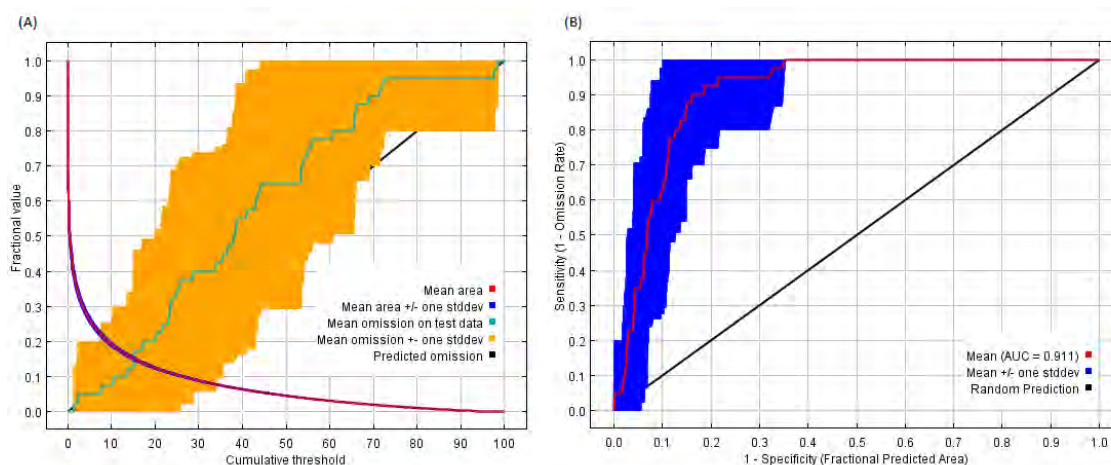 (A)
1.0
0.9
0.8
0.7
0.6
0.5
0.4
0.3
0.2
0.1
0.0
Fractional value
Mean area
Mean area +/- one stddev
Mean omission on test data
Mean omission +- one stddev
Predicted omission
0 10 20 30 40 50 60 70 80 90 100
Cumulative threshold
(B)
1.0
0.9
0.8
0.7
0.6
0.5
0.4
0.3
0.2
0.1
0.0
Sensitivity (1 - Omission Rate)
Mean (AUC = 0.911)
Mean +/- one stddev
Random Prediction
0.0 0.1 0.2 0.3 0.4 0.5 0.6 0.7 0.8 0.9 1.0
1 - Specificity (Fractional Predicted Area)